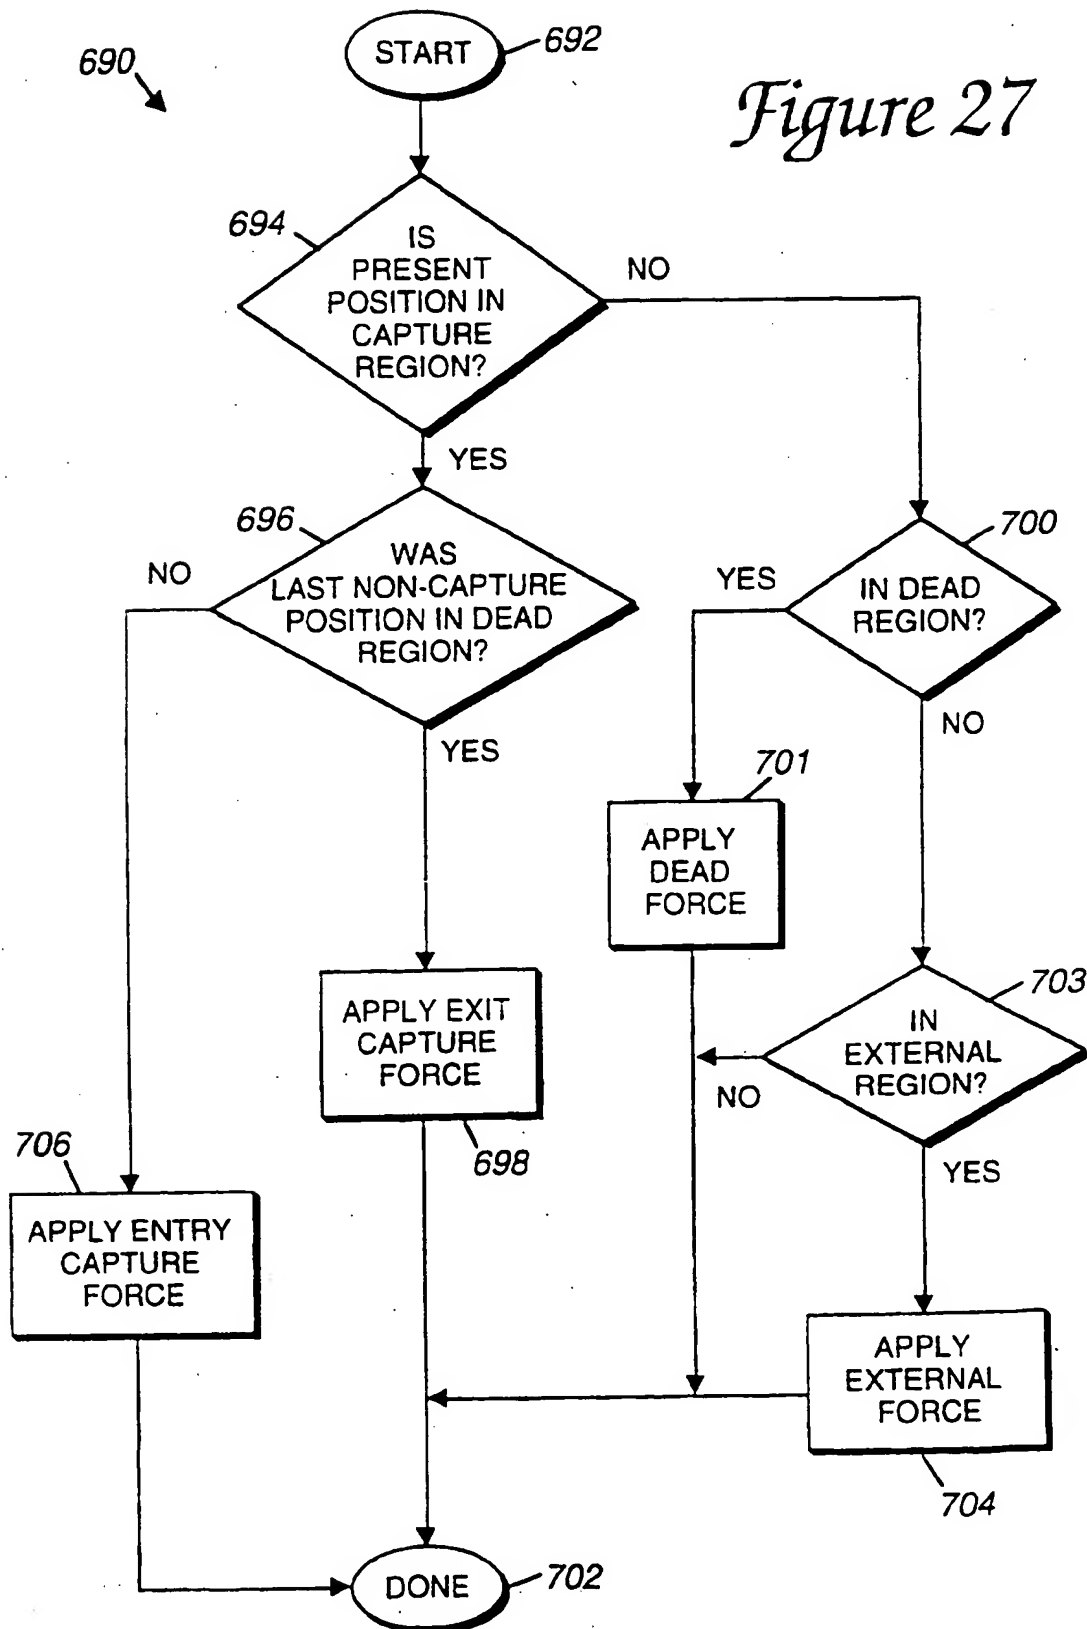 690
START
692
Figure 27
694
IS
PRESENT
POSITION IN
CAPTURE
REGION?
NO
YES
696
NO
WAS
LAST NON-CAPTURE
POSITION IN DEAD
REGION?
YES
700
YES
IN DEAD
REGION?
NO
701
APPLY
DEAD
FORCE
703
IN
EXTERNAL
REGION?
NO
YES
APPLY EXIT
CAPTURE
FORCE
698
706
APPLY ENTRY
CAPTURE
FORCE
APPLY
EXTERNAL
FORCE
704
DONE
702